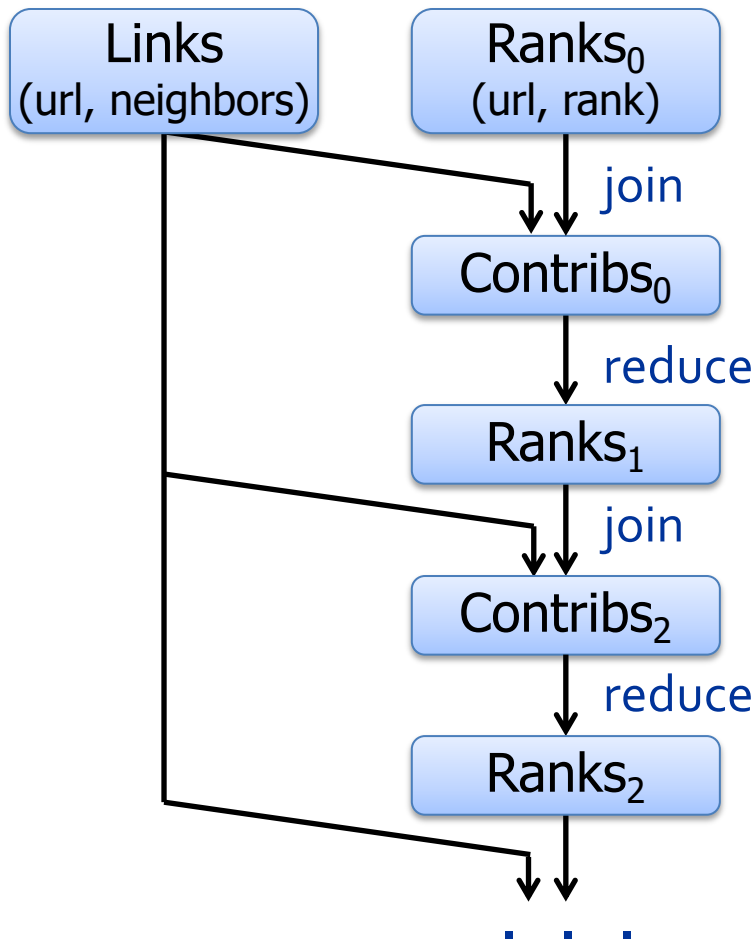 Links
(url, neighbors)
Ranks₀
(url, rank)
join
Contribs₀
reduce
Ranks₁
join
Contribs₂
reduce
Ranks₂
. . .